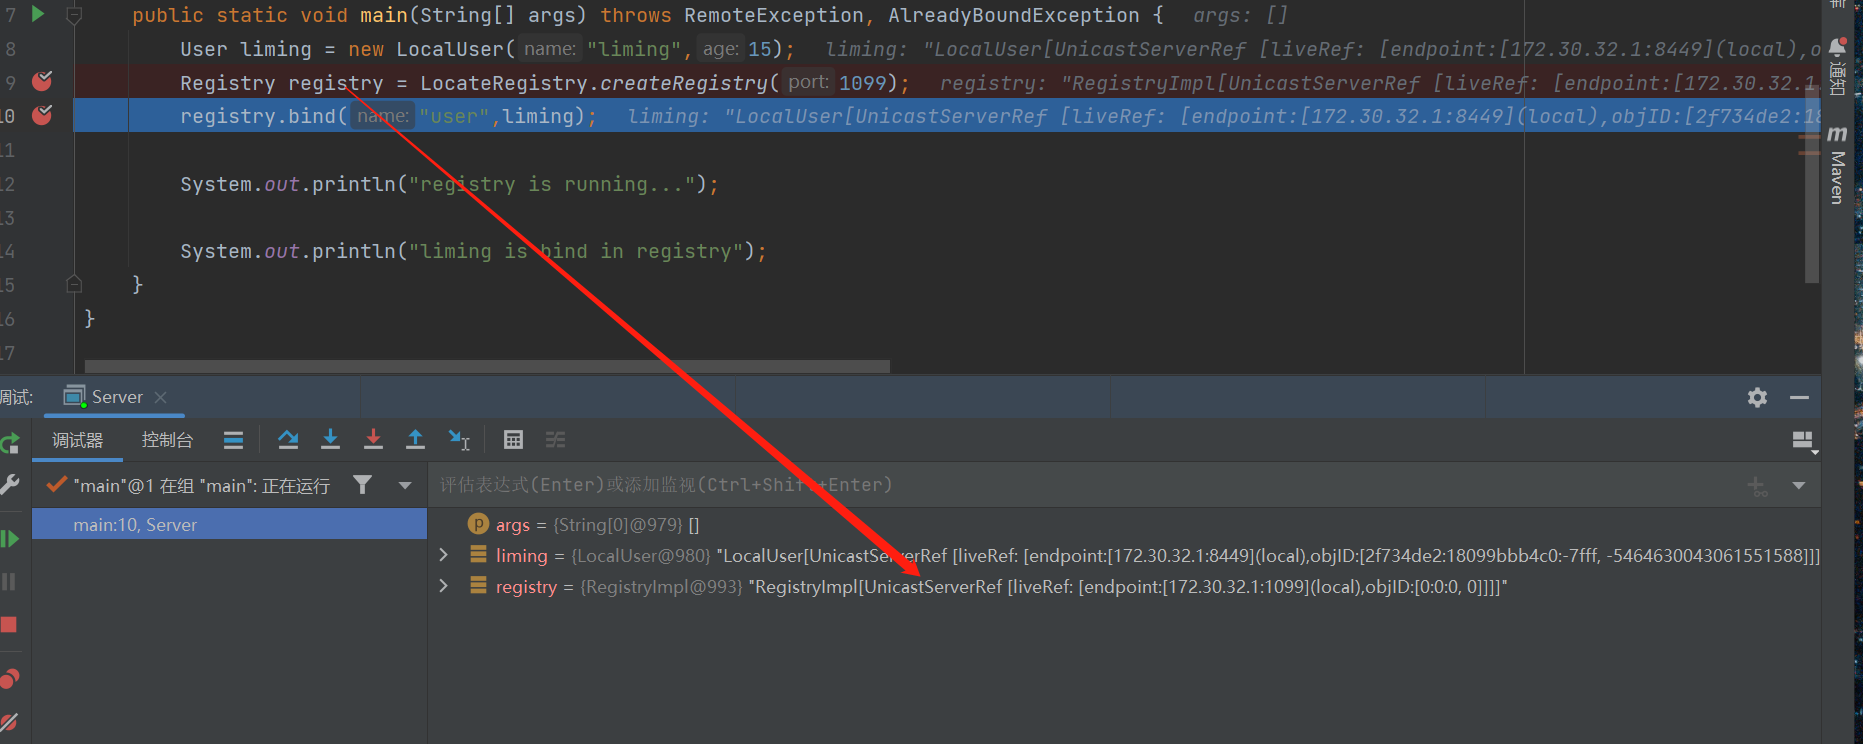 7 public static void main(String[] args) throws RemoteException, AlreadyBoundException { args: []
8 User liming = new LocalUser( name: "liming", age: 15); liming: "LocalUser[UnicastServerRef [liveRef: [endpoint:[172.30.32.1:8449](local),o
9 Registry registry = LocateRegistry.createRegistry( port: 1099); registry: "RegistryImpl[UnicastServerRef [liveRef: [endpoint:[172.30.32.1
10 registry.bind( name: "user",liming); liming: "LocalUser[UnicastServerRef [liveRef: [endpoint:[172.30.32.1:8449](local),objID:[2f734de2:18
11
12 System.out.println("registry is running...");
13
14 System.out.println("liming is bind in registry");
15 }
16 }
17
通知
Maven
调试: Server
调试器 控制台
"main"@1 在组 "main": 正在运行
评估表达式(Enter)或添加监视(Ctrl+Shift+Enter)
main:10, Server
args = {String[0]@979} []
liming = {LocalUser@980} "LocalUser[UnicastServerRef [liveRef: [endpoint:[172.30.32.1:8449](local),objID:[2f734de2:18099bbb4c0:-7fff, -5464630043061551588]]]
registry = {RegistryImpl@993} "RegistryImpl[UnicastServerRef [liveRef: [endpoint:[172.30.32.1:1099](local),objID:[0:0:0, 0]]]]"